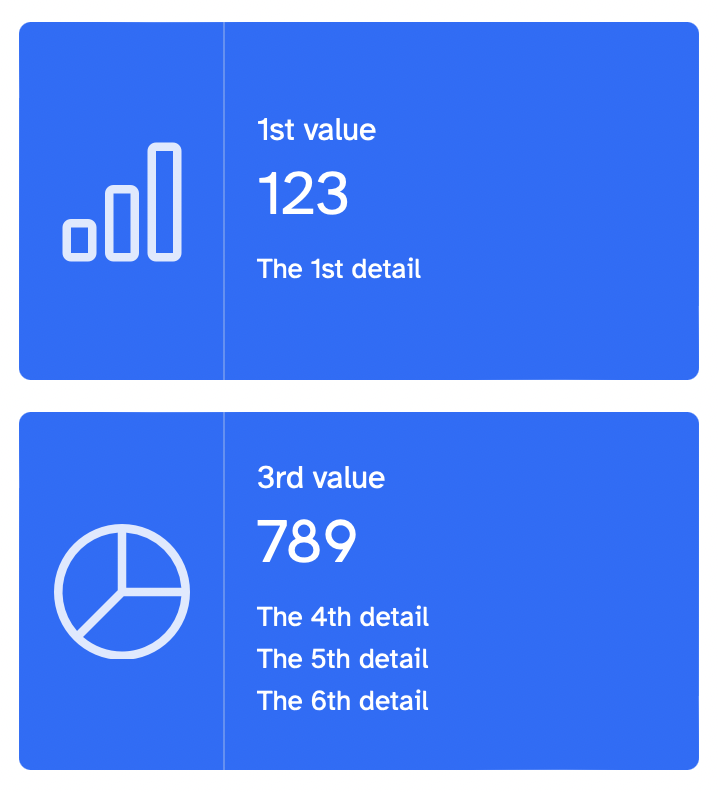 1st value
123
The 1st detail
3rd value
789
The 4th detail
The 5th detail
The 6th detail